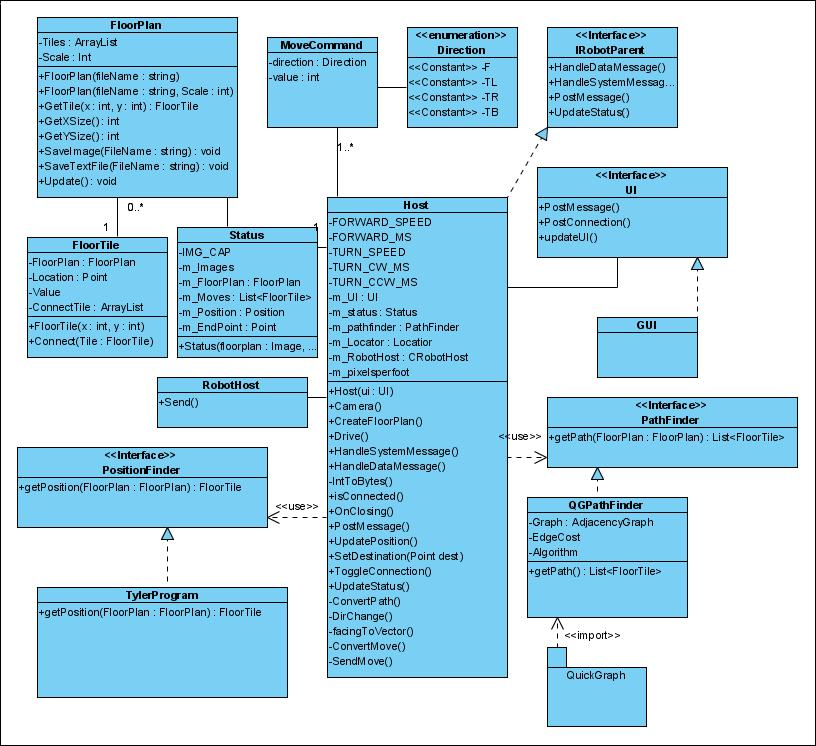 FloorPlan
-Tiles : ArrayList
-Scale : Int
+FloorPlan(fileName : string)
+FloorPlan(fileName : string, Scale : int)
+GetTile(x : int, y : int) : FloorTile
+GetXSize() : int
+GetYSize() : int
+SaveImage(FileName : string) : void
+SaveTextFile(FileName : string) : void
+Update() : void
MoveCommand
-direction : Direction
-value : int
<<enumeration>>
Direction
<<Constant>> -F
<<Constant>> -TL
<<Constant>> -TR
<<Constant>> -TB
<<Interface>>
IRobotParent
+HandleDataMessage()
+HandleSystemMessag...
+PostMessage()
+UpdateStatus()
1..*
0..*
1
1
<<Interface>>
UI
+PostMessage()
+PostConnection()
+updateUI()
FloorTile
-FloorPlan : FloorPlan
-Location : Point
-Value
-ConnectTile : ArrayList
+FloorTile(x : int, y : int)
+Connect(Tile : FloorTile)
Status
-IMG_CAP
-m_Images
-m_FloorPlan : FloorPlan
-m_Moves : List<FloorTile>
-m_Position : Position
-m_EndPoint : Point
+Status(floorplan : Image, ...
Host
-FORWARD_SPEED
-FORWARD_MS
-TURN_SPEED
-TURN_CW_MS
-TURN_CCW_MS
-m_UI : UI
-m_status : Status
-m_pathfinder : PathFinder
-m_Locator : Locatior
-m_RobotHost : CRobotHost
-m_pixelsperfoot
+Host(ui : UI)
+Camera()
+CreateFloorPlan()
+Drive()
+HandleSystemMessage()
+HandleDataMessage()
-IntToBytes()
+isConnected()
+OnClosing()
+PostMessage()
+UpdatePosition()
+SetDestination(Point dest)
+ToggleConnection()
+UpdateStatus()
-ConvertPath()
-DirChange()
-facingToVector()
-ConvertMove()
-SendMove()
GUI
RobotHost
+Send()
<<use>>
<<Interface>>
PathFinder
+getPath(FloorPlan : FloorPlan) : List<FloorTile>
<<Interface>>
PositionFinder
+getPosition(FloorPlan : FloorPlan) : FloorTile
<<use>>
QGPathFinder
-Graph : AdjacencyGraph
-EdgeCost
-Algorithm
+getPath() : List<FloorTile>
TylerProgram
+getPosition(FloorPlan : FloorPlan) : FloorTile
<<import>>
QuickGraph